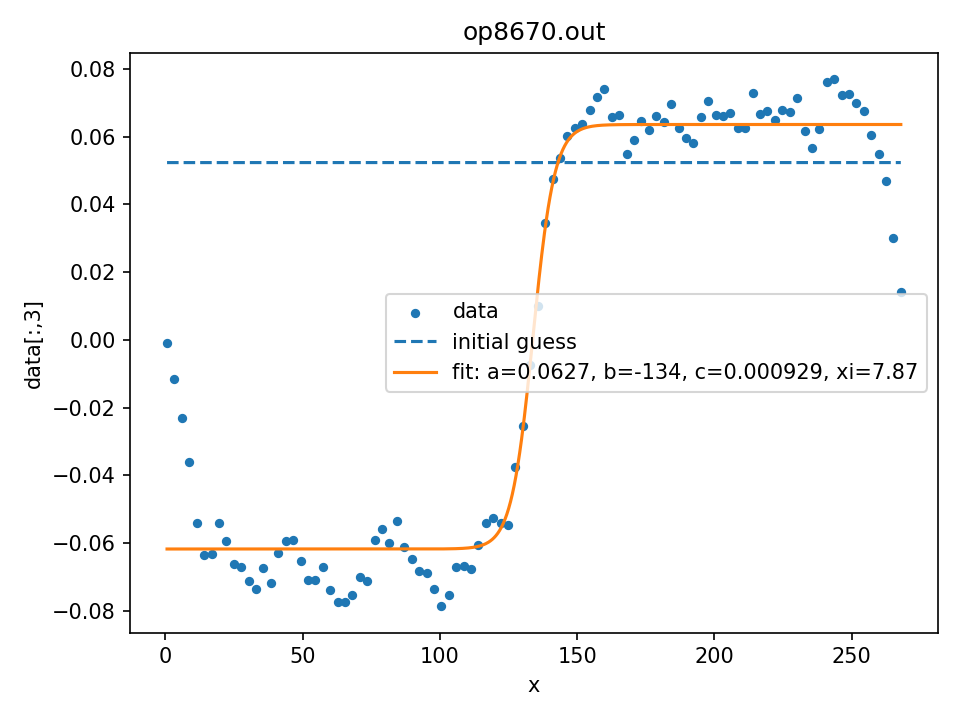 op8670.out
0.08
0.06
0.04
0.02
0.00
−0.02
−0.04
−0.06
−0.08
data[:,3]
data
initial guess
fit: a=0.0627, b=-134, c=0.000929, xi=7.87
0 50 100 150 200 250
x